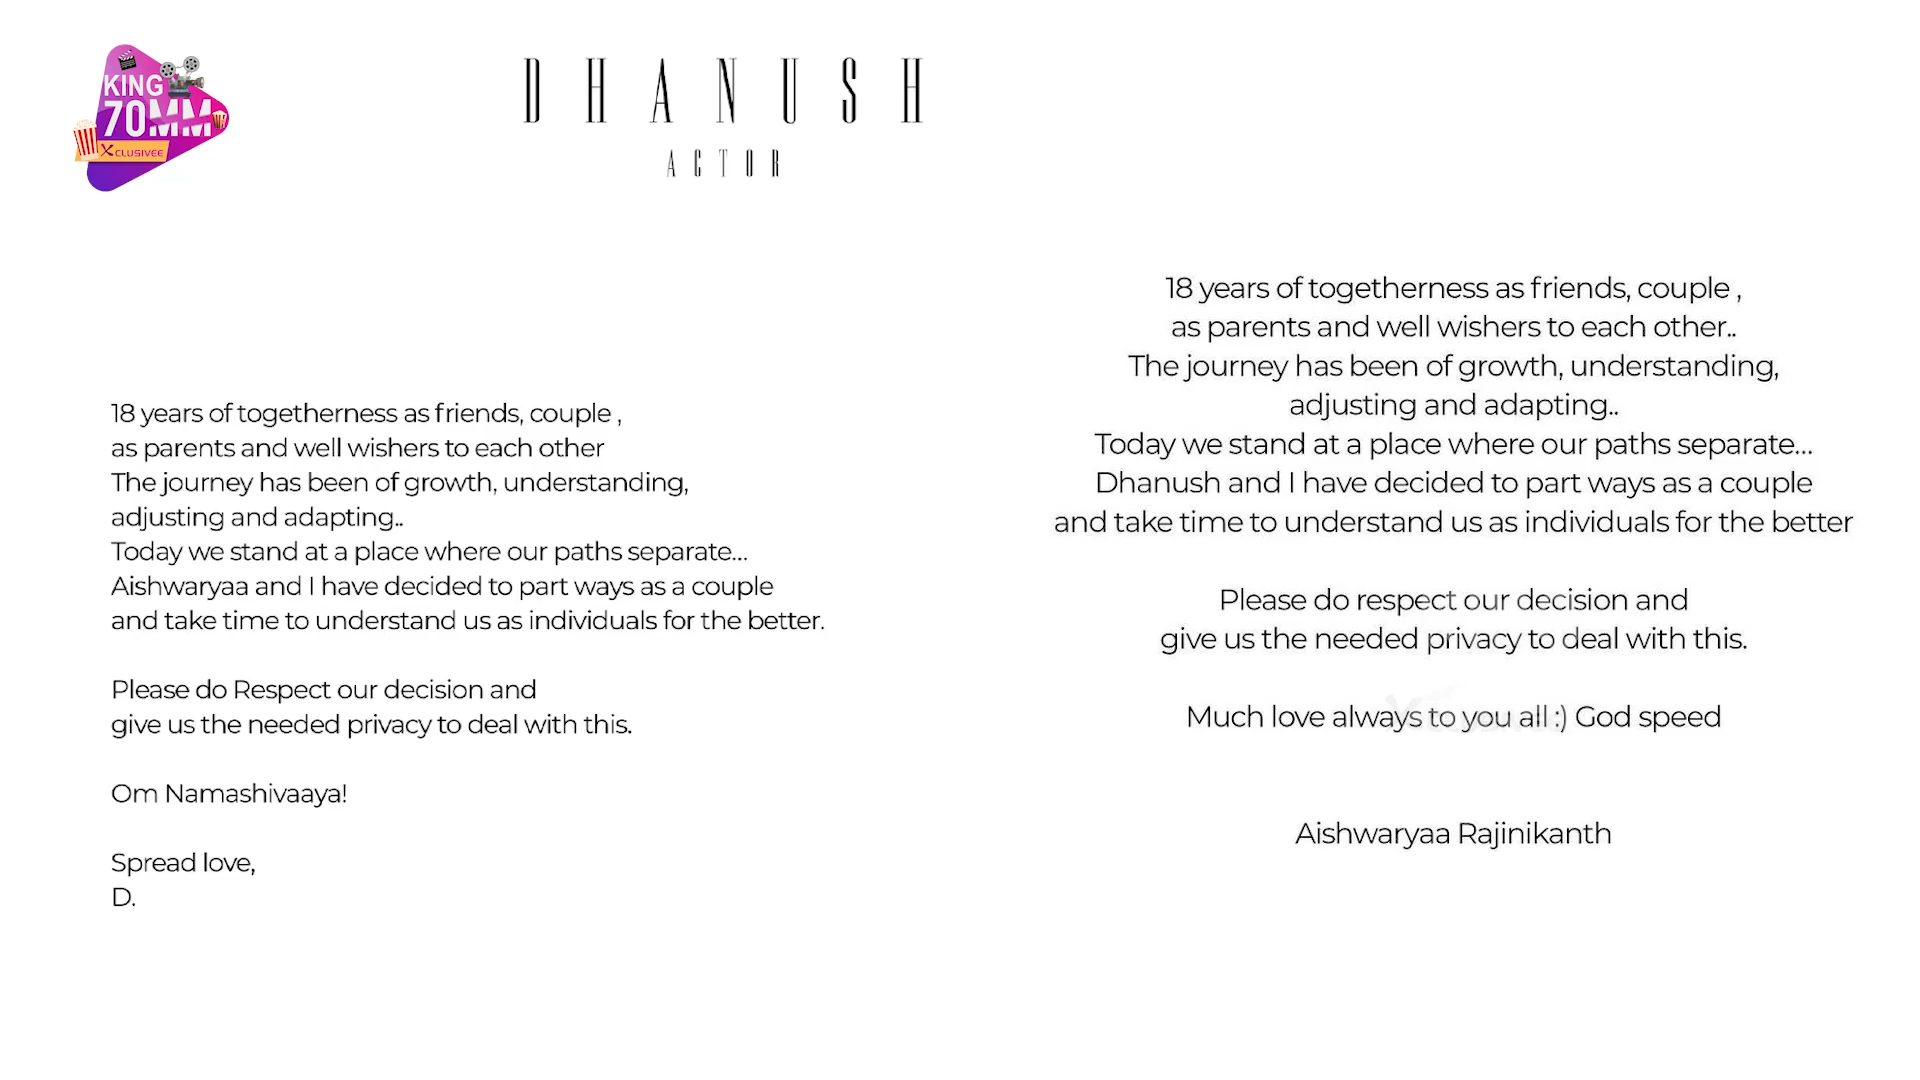 KING
70MM
XCLUSIVEE
DHANUSH
ACTOR
18 years of togetherness as friends, couple ,
as parents and well wishers to each other
The journey has been of growth, understanding,
adjusting and adapting..
Today we stand at a place where our paths separate...
Aishwaryaa and I have decided to part ways as a couple
and take time to understand us as individuals for the better.
Please do Respect our decision and
give us the needed privacy to deal with this.
Om Namashivaaya!
Spread love,
D.
18 years of togetherness as friends, couple ,
as parents and well wishers to each other..
The journey has been of growth, understanding,
adjusting and adapting..
Today we stand at a place where our paths separate...
Dhanush and I have decided to part ways as a couple
and take time to understand us as individuals for the better
Please do respect our decision and
give us the needed privacy to deal with this.
Much love always to you all :) God speed
Aishwaryaa Rajinikanth